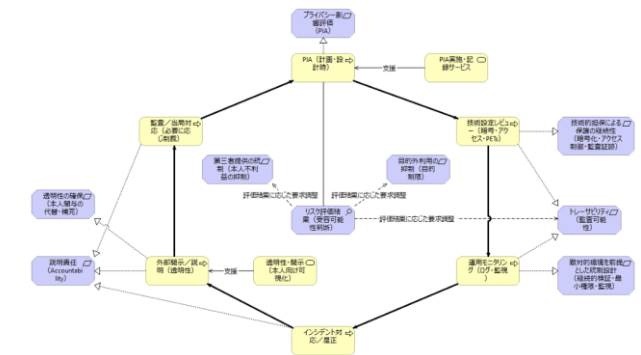 プライバシー影
響評価
(PIA)
PIA（計画・設
計時）
支援
PIA実施・記
録サービス
監査／当局対
応（必要に応
じ制裁）
技術設定レビュ
ー（暗号・アク
セス・PETs）
技術的担保による
保護の継続性
（暗号化・アクセス
制御・監査証跡）
第三者提供の統
制（本人不利
益の抑制）
目的外利用の
抑制（目的
制限）
評価結果に応じた要求調整
評価結果に応じた要求調整
透明性の確保
（本人関与の
代替・補完）
リスク評価結
果（受容可能
性判断）
評価結果に応じた要求調整
トレーサビリティ
（監査可能
性）
説明責任
（Accountabi
lity）
外部開示／説
明（透明性）
支援
透明性・開示
（本人向け可
視化）
運用モニタリン
グ（ログ・監視
）
敵対的環境を前提
とした統制設計
（継続的検証・最
小権限・監視）
インシデント対
応／是正